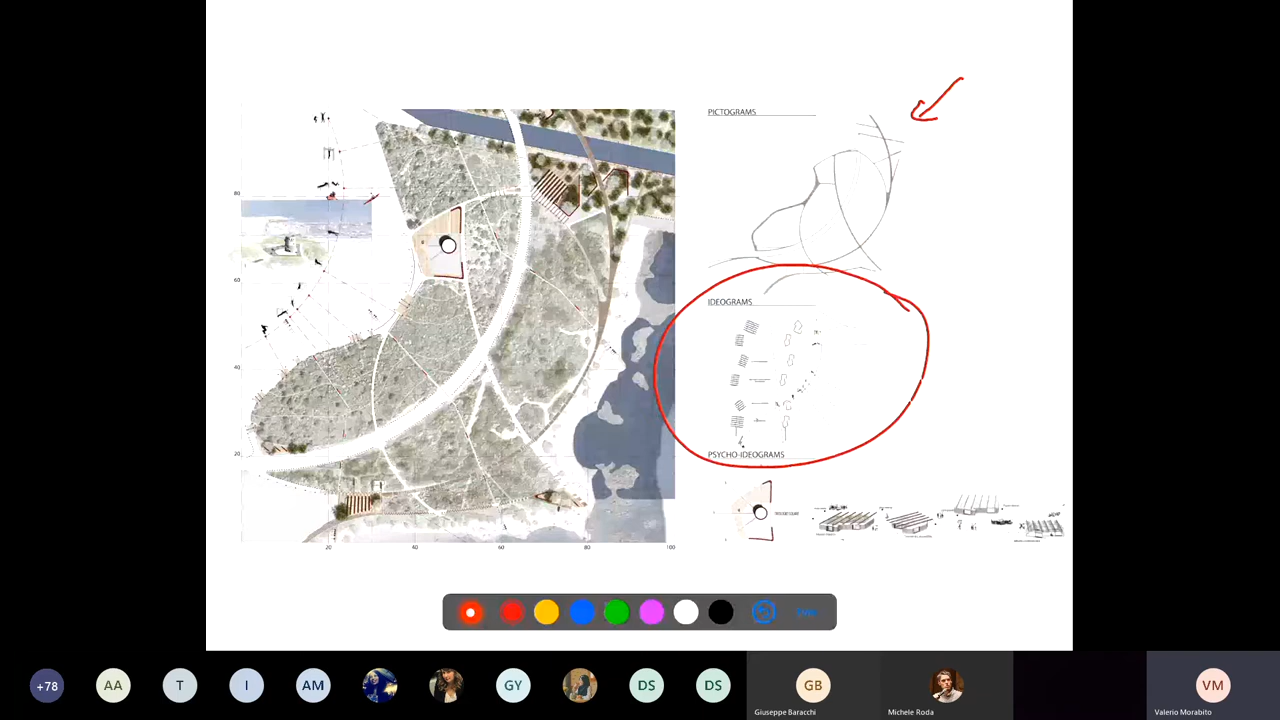 PICTOGRAMS
80
60
IDEOGRAMS
40
20
PSYCHO-IDEOGRAMS
20
40
60
80
100
+78
AA
T
I
AM
GY
DS
DS
GB
VM
Giuseppe Baracchi
Michele Roda
Valerio Morabito